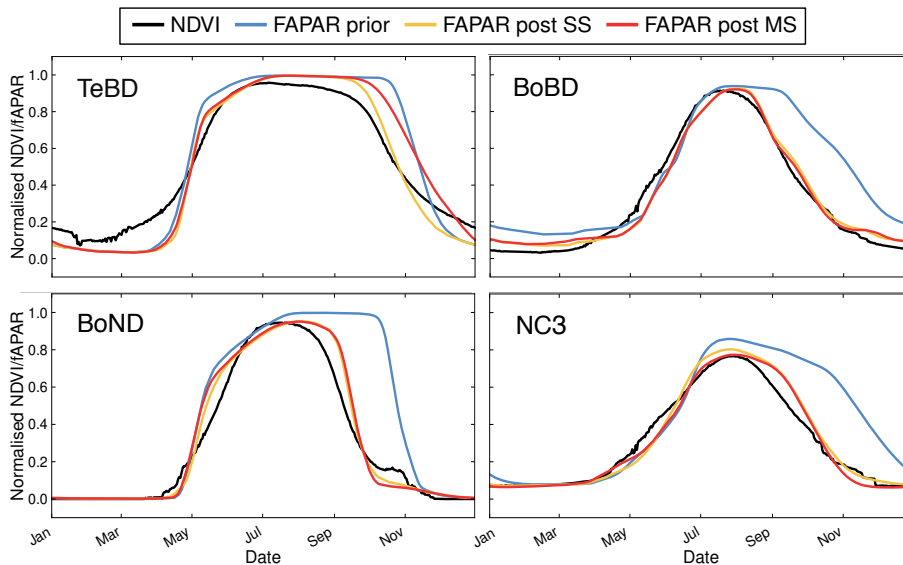 NDVI FAPAR prior FAPAR post SS FAPAR post MS
TeBD
BoBD
Normalised NDVI/fAPAR
1.0
0.8
0.6
0.4
0.2
0.0
BoND
NC3
Normalised NDVI/fAPAR
1.0
0.8
0.6
0.4
0.2
0.0
Jan Mar May Jul Sep Nov
Jan Mar May Jul Sep Nov
Date
Date